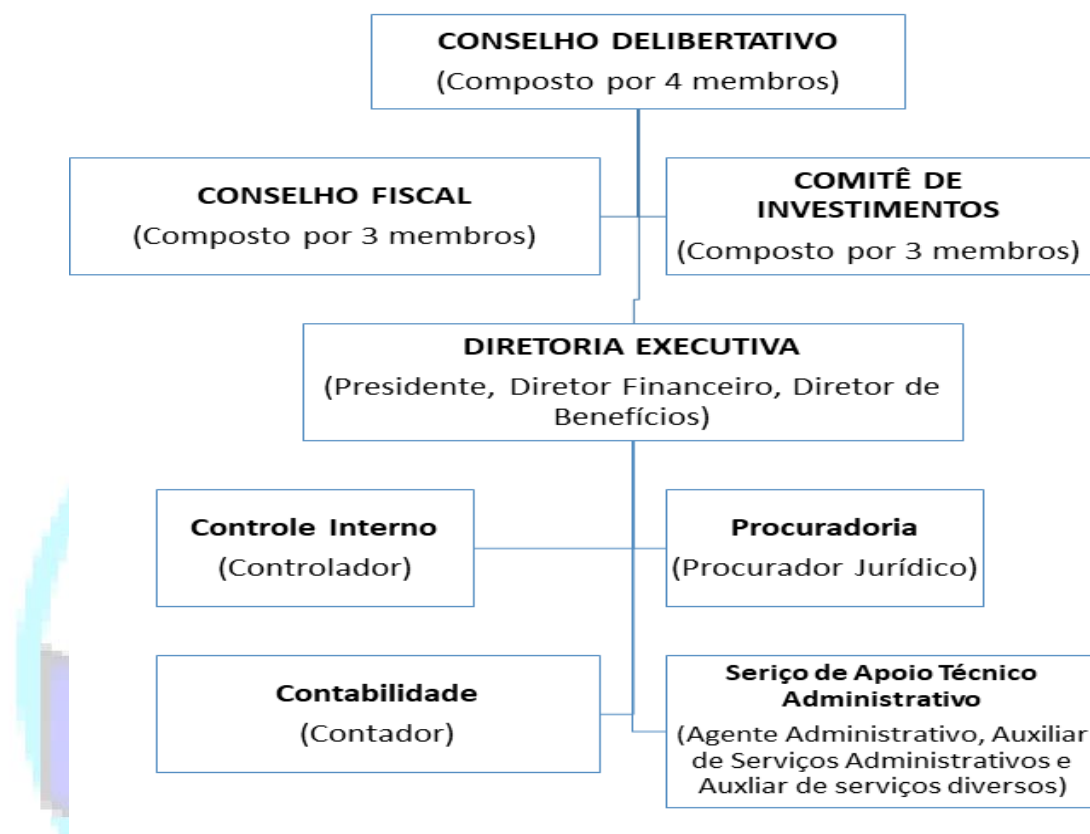 CONSELHO DELIBERTATIVO
(Composto por 4 membros)
CONSELHO FISCAL
(Composto por 3 membros)
COMITÊ DE
INVESTIMENTOS
(Composto por 3 membros)
DIRETORIA EXECUTIVA
(Presidente, Diretor Financeiro, Diretor de
Benefícios)
Controle Interno
(Controlador)
Procuradoria
(Procurador Jurídico)
Contabilidade
(Contador)
Seriço de Apoio Técnico
Administrativo
(Agente Administrativo, Auxiliar
de Serviços Administrativos e
Auxliar de serviços diversos)